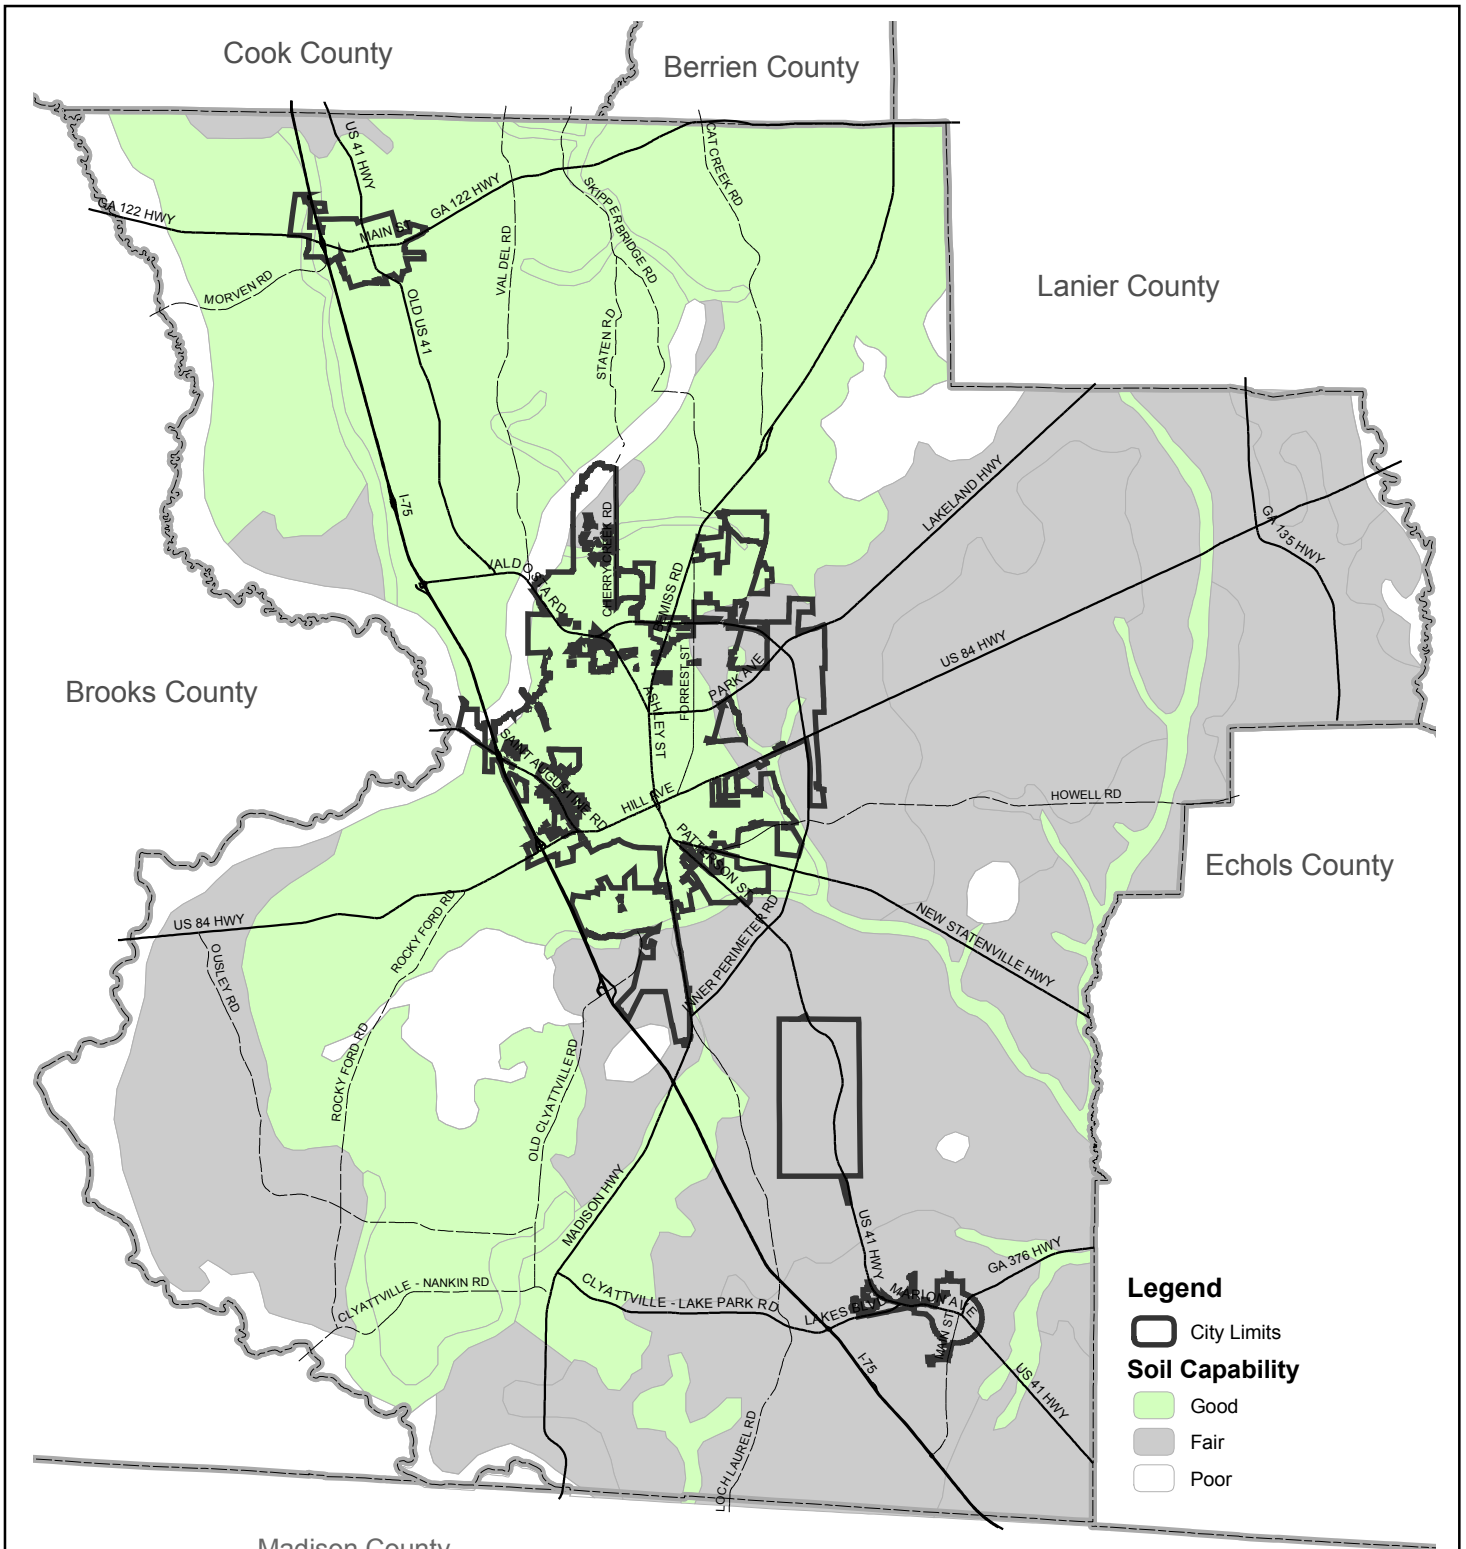 Cook County
Berrien County
US 41 HWY
CAT CREEK RD
GA 122 HWY
GA 122 HWY
SKIPPER BRIDGE RD
MAIN ST
VAL DEL RD
MORVEN RD
Lanier County
OLD US 41
STATEN RD
LAKELAND HWY
I-75
CHERRY CREEK RD
GA 135 HWY
VALDOSTA RD
BEMISS RD
US 84 HWY
FORREST ST
PARK AVE
Brooks County
ASHLEY ST
SAINT AUGUSTINE RD
HILL AVE
HOWELL RD
PATTERSON ST
Echols County
US 84 HWY
ROCKY FORD RD
NEW STATENVILLE HWY
OUSLEY RD
INNER PERIMETER RD
ROCKY FORD RD
OLD CLYATTVILLE RD
MADISON HWY
US 41 HWY
GA 376 HWY
CLYATTVILLE - NANKIN RD
CLYATTVILLE - LAKE PARK RD
LAKES BLVD
MARION AVE
MAIN ST
I-75
US 41 HWY
LOCH LAUREL RD
Legend
City Limits
Soil Capability
Good
Fair
Poor
Madison County